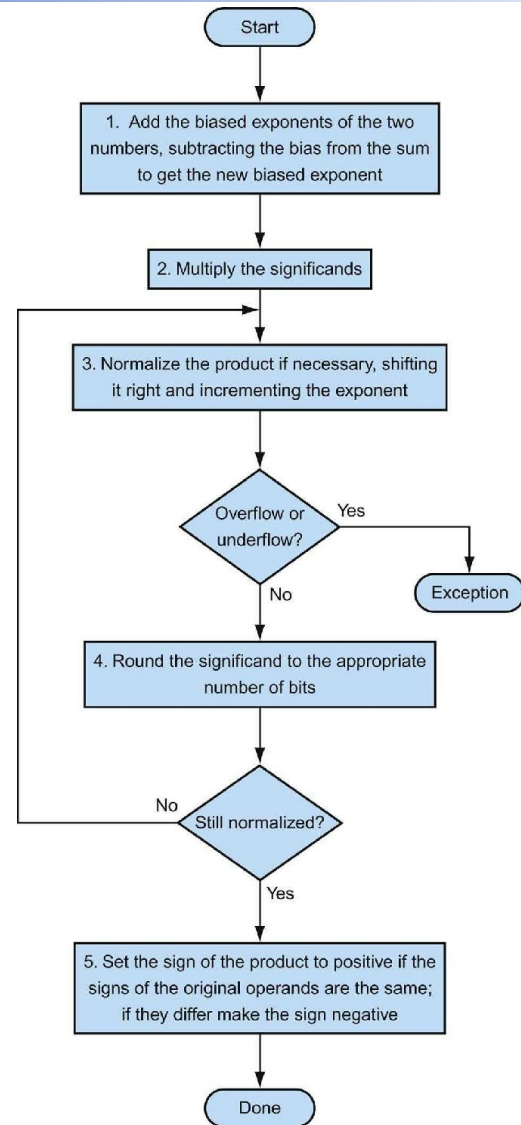 Start
1. Add the biased exponents of the two
numbers, subtracting the bias from the sum
to get the new biased exponent
2. Multiply the significands
3. Normalize the product if necessary, shifting
it right and incrementing the exponent
Overflow or
underflow?
Yes
Exception
No
4. Round the significand to the appropriate
number of bits
No
Still normalized?
Yes
5. Set the sign of the product to positive if the
signs of the original operands are the same;
if they differ make the sign negative
Done